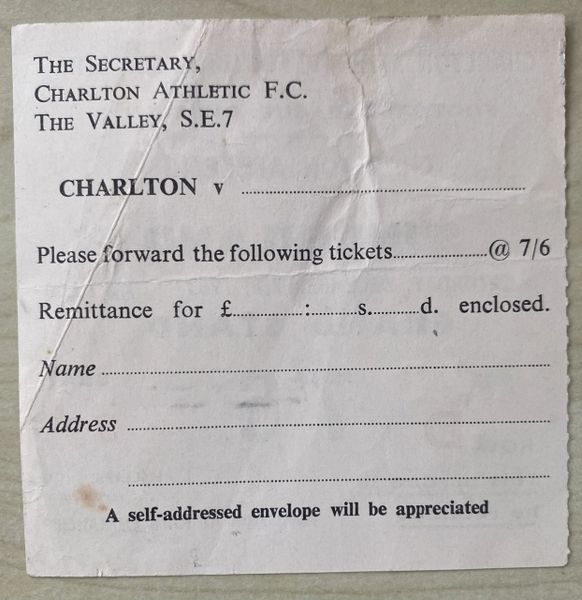 The Secretary,
Charlton Athletic F.C.
The Valley, S.E.7
CHARLTON v ........................................
Please forward the following tickets......................@ 7/6
Remittance for £................:..........s...........d. enclosed.
Name ........................................
Address ........................................
........................................
A self-addressed envelope will be appreciated